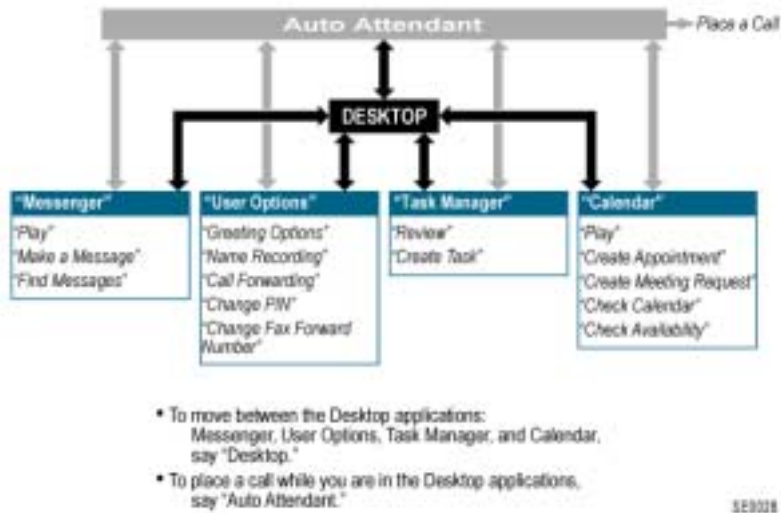 Auto Attendant
Place a Call
DESKTOP
"Messenger"
"Play"
"Make a Message"
"Find Messages"
"User Options"
"Greeting Options"
"Name Recording"
"Call Forwarding"
"Change PIN"
"Change Fax Forward
Number"
"Task Manager"
"Review"
"Create Task"
"Calendar"
"Play"
"Create Appointment"
"Create Meeting Request"
"Check Calendar"
"Check Availability"
• To move between the Desktop applications:
Messenger, User Options, Task Manager, and Calendar,
say "Desktop."
• To place a call while you are in the Desktop applications,
say "Auto Attendant."